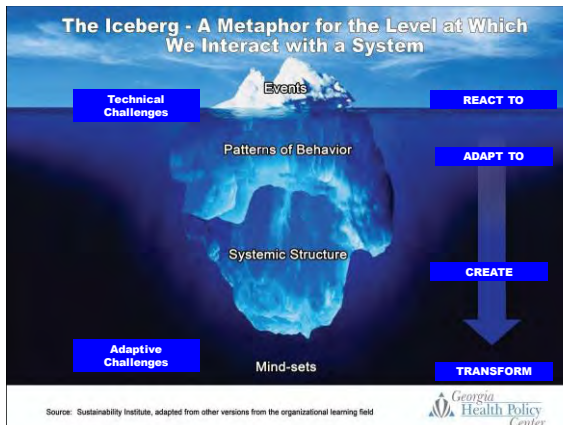 The Iceberg - A Metaphor for the Level at Which
We Interact with a System
Events
Technical
Challenges
REACT TO
Patterns of Behavior
ADAPT TO
Systemic Structure
CREATE
Adaptive
Challenges
Mind-sets
TRANSFORM
Source: Sustainability Institute, adapted from other versions from the organizational learning field
Georgia
Health Policy
Center